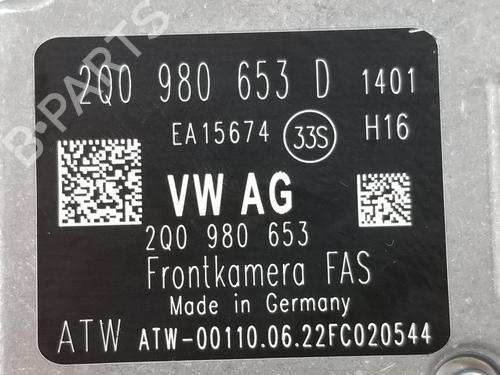 B-PARTS
2Q0 980 653 D 1401
EA15674 33S H16
VW AG
2Q0 980 653
Frontkamera FAS
Made in Germany
ATW ATW-00110.06.22FC020544